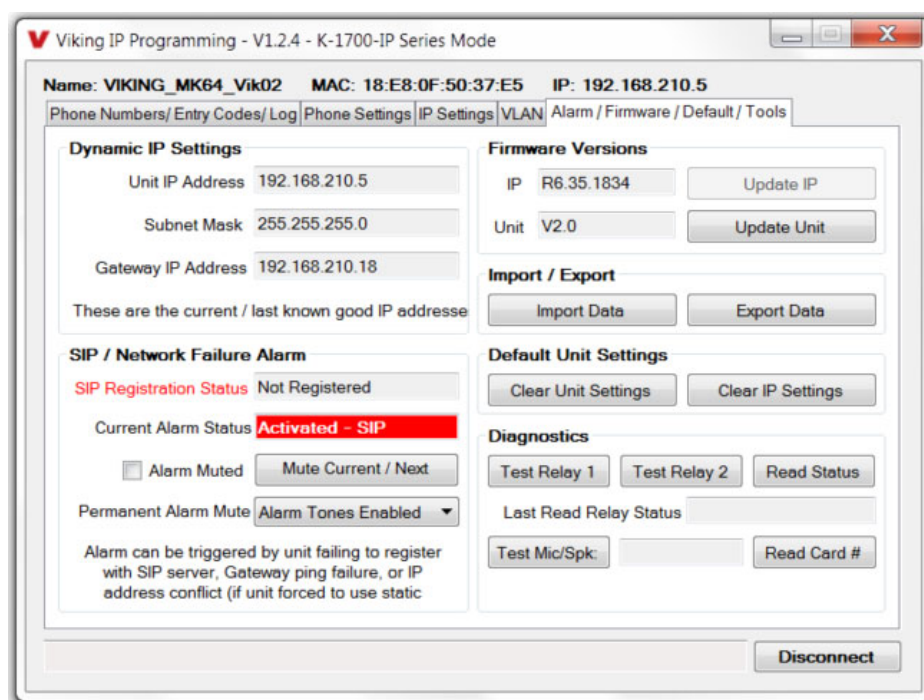 Viking IP Programming - V1.2.4 - K-1700-IP Series Mode
Name: VIKING_MK64_Vik02 MAC: 18:E8:0F:50:37:E5 IP: 192.168.210.5
Phone Numbers/ Entry Codes/ Log Phone Settings IP Settings VLAN Alarm / Firmware / Default / Tools
Dynamic IP Settings
Unit IP Address 192.168.210.5
Subnet Mask 255.255.255.0
Gateway IP Address 192.168.210.18
These are the current / last known good IP addresse
SIP / Network Failure Alarm
SIP Registration Status Not Registered
Current Alarm Status Activated - SIP
Alarm Muted Mute Current / Next
Permanent Alarm Mute Alarm Tones Enabled
Alarm can be triggered by unit failing to register
with SIP server, Gateway ping failure, or IP
address conflict (if unit forced to use static
Firmware Versions
IP R6.35.1834 Update IP
Unit V2.0 Update Unit
Import / Export
Import Data Export Data
Default Unit Settings
Clear Unit Settings Clear IP Settings
Diagnostics
Test Relay 1 Test Relay 2 Read Status
Last Read Relay Status
Test Mic/Spk: Read Card #
Disconnect